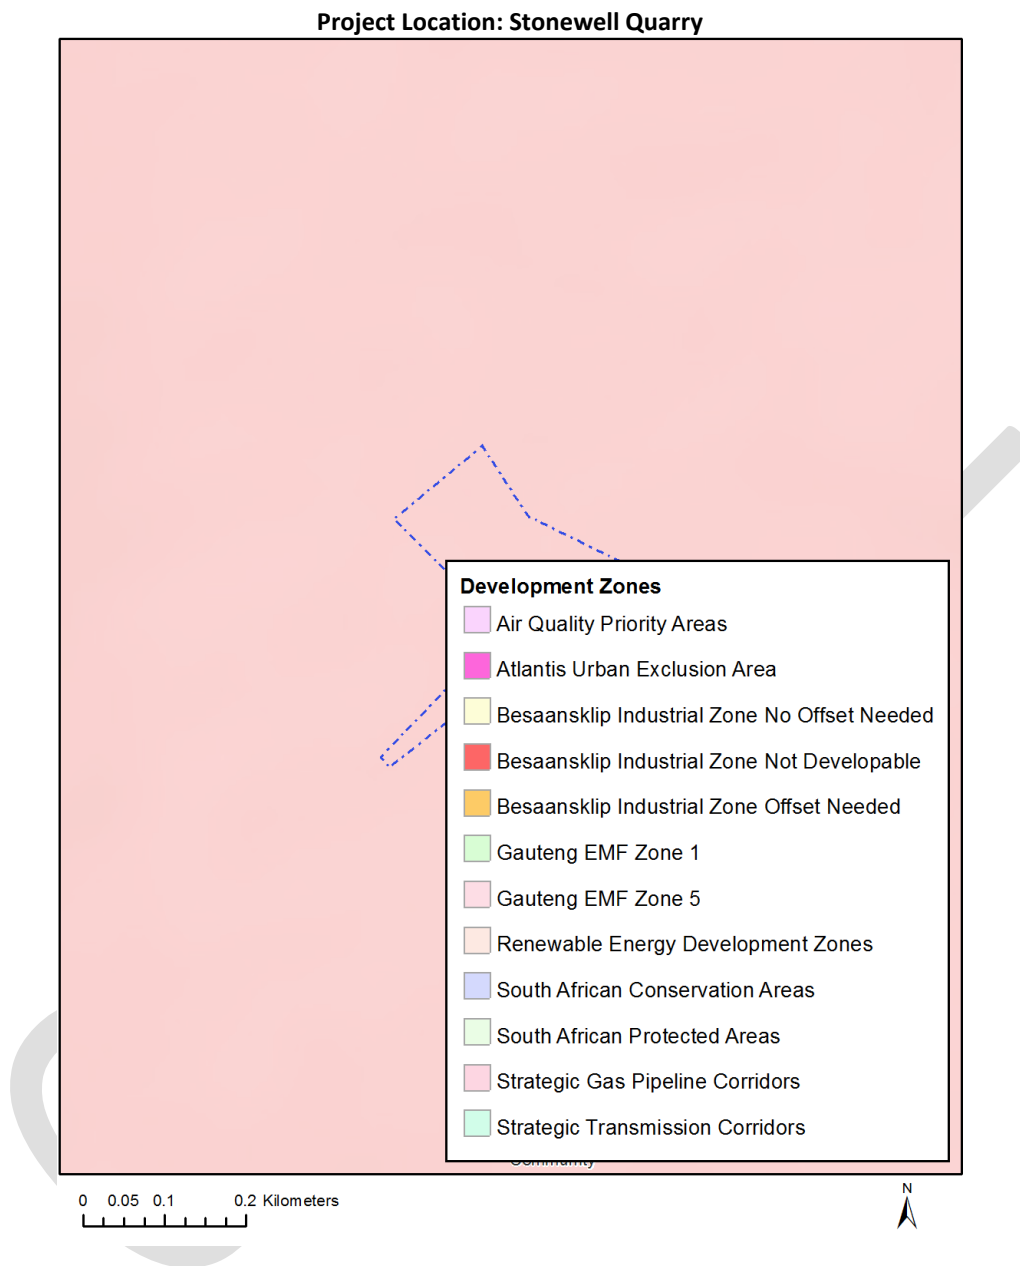 Project Location: Stonewell Quarry
Development Zones
Air Quality Priority Areas
Atlantis Urban Exclusion Area
Besaansklip Industrial Zone No Offset Needed
Besaansklip Industrial Zone Not Developable
Besaansklip Industrial Zone Offset Needed
Gauteng EMF Zone 1
Gauteng EMF Zone 5
Renewable Energy Development Zones
South African Conservation Areas
South African Protected Areas
Strategic Gas Pipeline Corridors
Strategic Transmission Corridors
Community
0 0.05 0.1 0.2 Kilometers
N